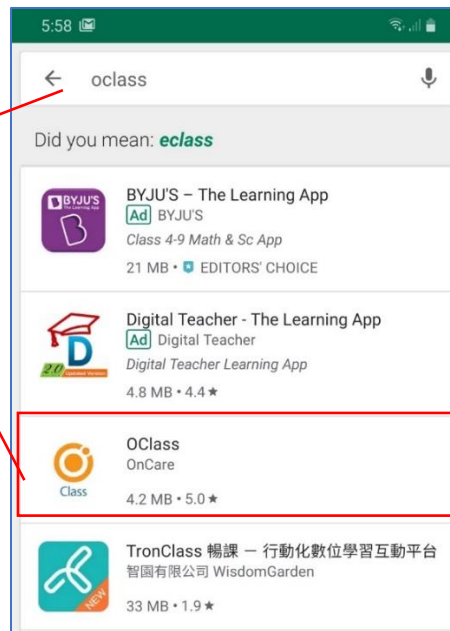 5:58
oclass
Did you mean: eclass
BYJU'S
The Learning App
BYJU'S – The Learning App
Ad BYJU'S
Class 4-9 Math & Sc App
21 MB • EDITORS' CHOICE
D
2.0 Updated Version
Digital Teacher - The Learning App
Ad Digital Teacher
Digital Teacher Learning App
4.8 MB • 4.4★
Class
OClass
OnCare
4.2 MB • 5.0★
NEW
TronClass 暢課 — 行動化數位學習互動平台
智園有限公司 WisdomGarden
33 MB • 1.9★